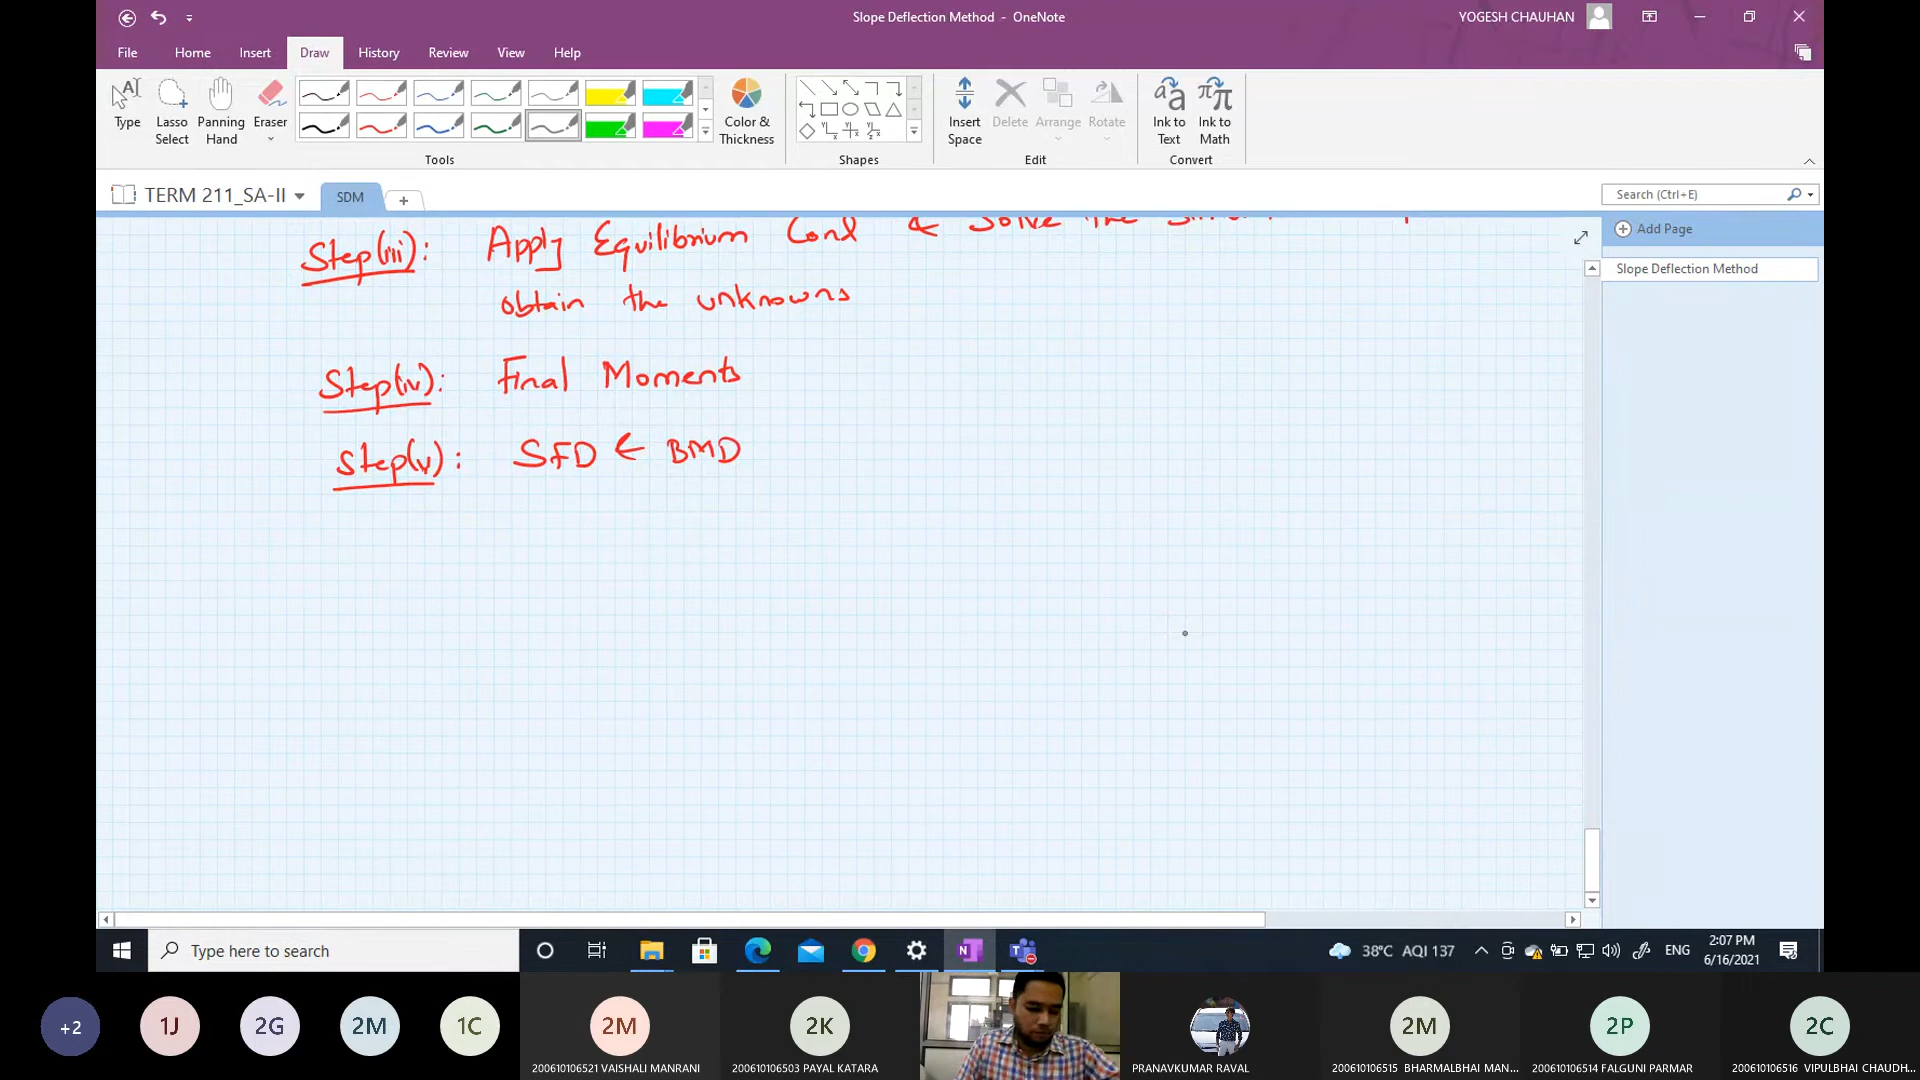 Slope Deflection Method - OneNote
YOGESH CHAUHAN
File Home Insert Draw History View Help
Type
Lasso Select
Panning Hand
Eraser
Color & Thickness
Insert Space
Delete
Arrange
Rotate
Ink to Text
Ink to Math
Tools
Shapes
Edit
Convert
TERM 211_SA-II
SDM
Search (Ctrl+E)
Add Page
Slope Deflection Method
Step(iii): Apply Equilibrium Cond & Solve the
obtain the unknowns
Step(iv): Final Moments
Step(v): SFD & BMD
Type here to search
38°C AQI 137
ENG
2:07 PM
6/16/2021
+2
1J
2G
2M
1C
2M
2K
2M
2P
2C
200610106521 VAISHALI MANRANI
200610106503 PAYAL KATARA
PRANAVKUMAR RAVAL
200610106515 BHARMALBHAI MAN...
200610106514 FALGUNI PARMAR
200610106516 VIPULBHAI CHAUDH...